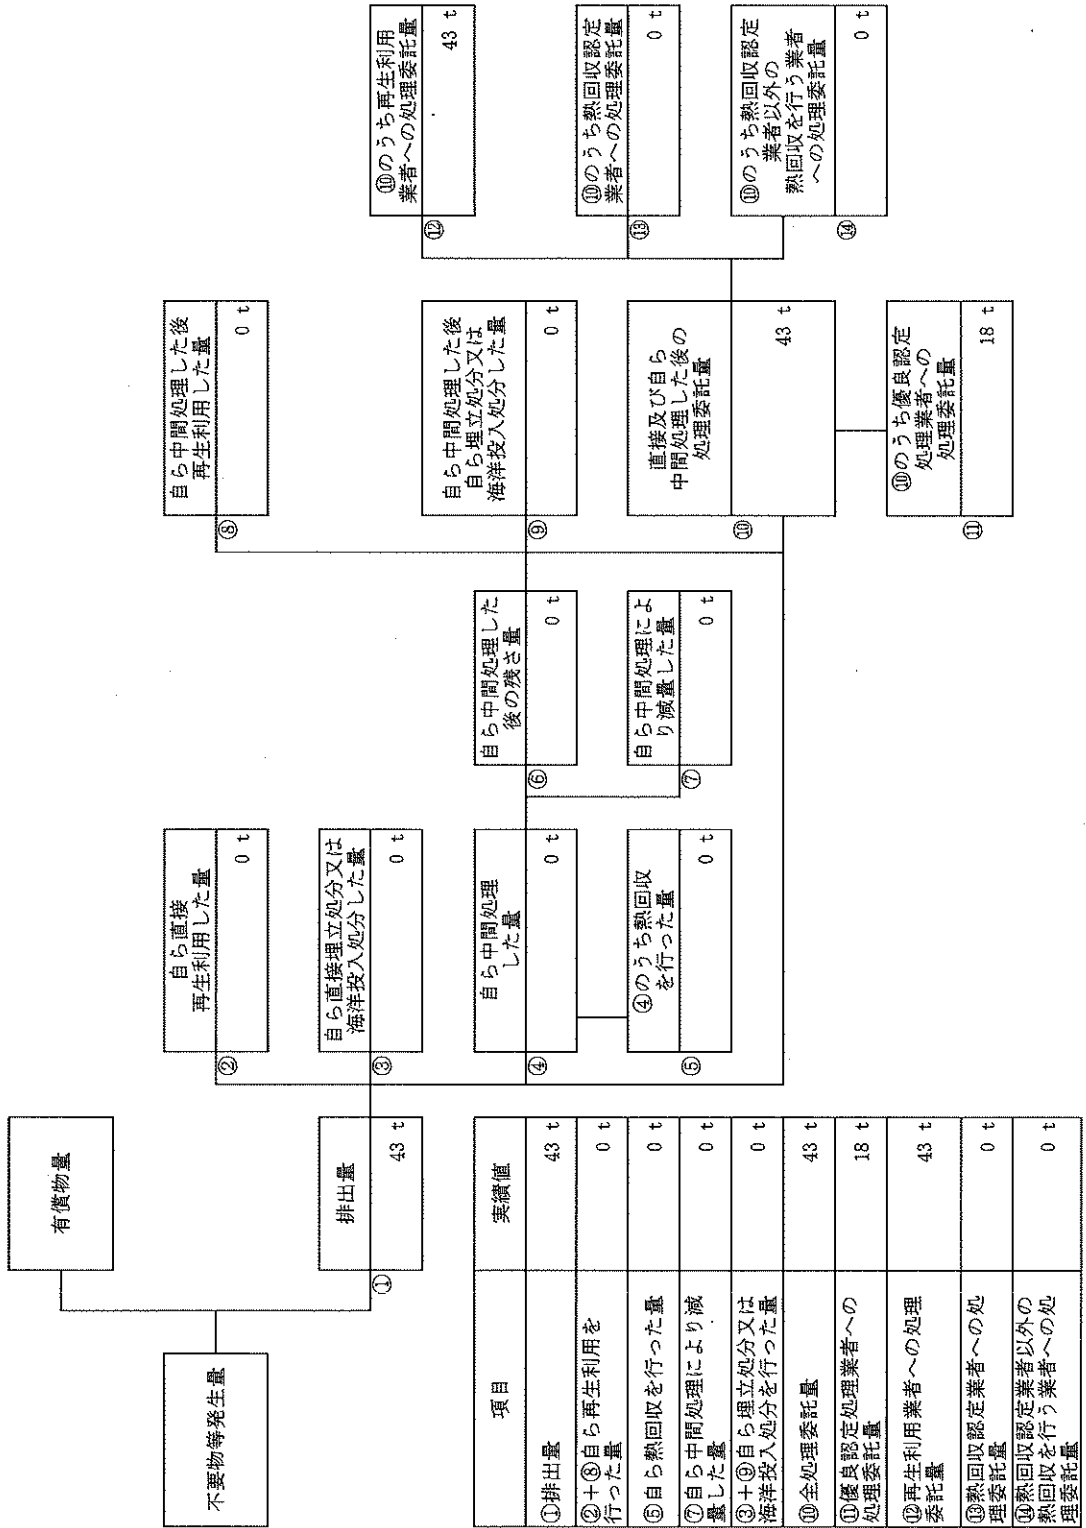 不要物等発生量
有償物量
①
排出量
43 t
②
自ら直接
再生利用した量
0 t
③
自ら直接埋立処分又は
海洋投入処分した量
0 t
④
自ら中間処理
した量
0 t
⑤
④のうち熱回収
を行った量
0 t
⑥
自ら中間処理した
後の残さ量
0 t
⑦
自ら中間処理によ
り減量した量
0 t
⑧
自ら中間処理した後
再生利用した量
0 t
⑨
自ら中間処理した後
自ら埋立処分又は
海洋投入処分した量
0 t
⑩
直接及び自ら
中間処理した後の
処理委託量
43 t
⑪
⑩のうち優良認定
処理業者への
処理委託量
18 t
⑫
⑩のうち再生利用
業者への処理委託量
43 t
⑬
⑩のうち熱回収認定
業者への処理委託量
0 t
⑭
⑩のうち熱回収認定
業者以外の
熱回収を行う業者
への処理委託量
0 t
項目 実績値
①排出量 43 t
②+⑧自ら再生利用を
行った量 0 t
⑤自ら熱回収を行った量 0 t
⑦自ら中間処理により減
量した量 0 t
③+⑨自ら埋立処分又は
海洋投入処分を行った量 0 t
⑩全処理委託量 43 t
⑪優良認定処理業者への
処理委託量 18 t
⑫再生利用業者への処理
委託量 43 t
⑬熱回収認定業者への処
理委託量 0 t
⑭熱回収認定業者以外の
熱回収を行う業者への処
理委託量 0 t